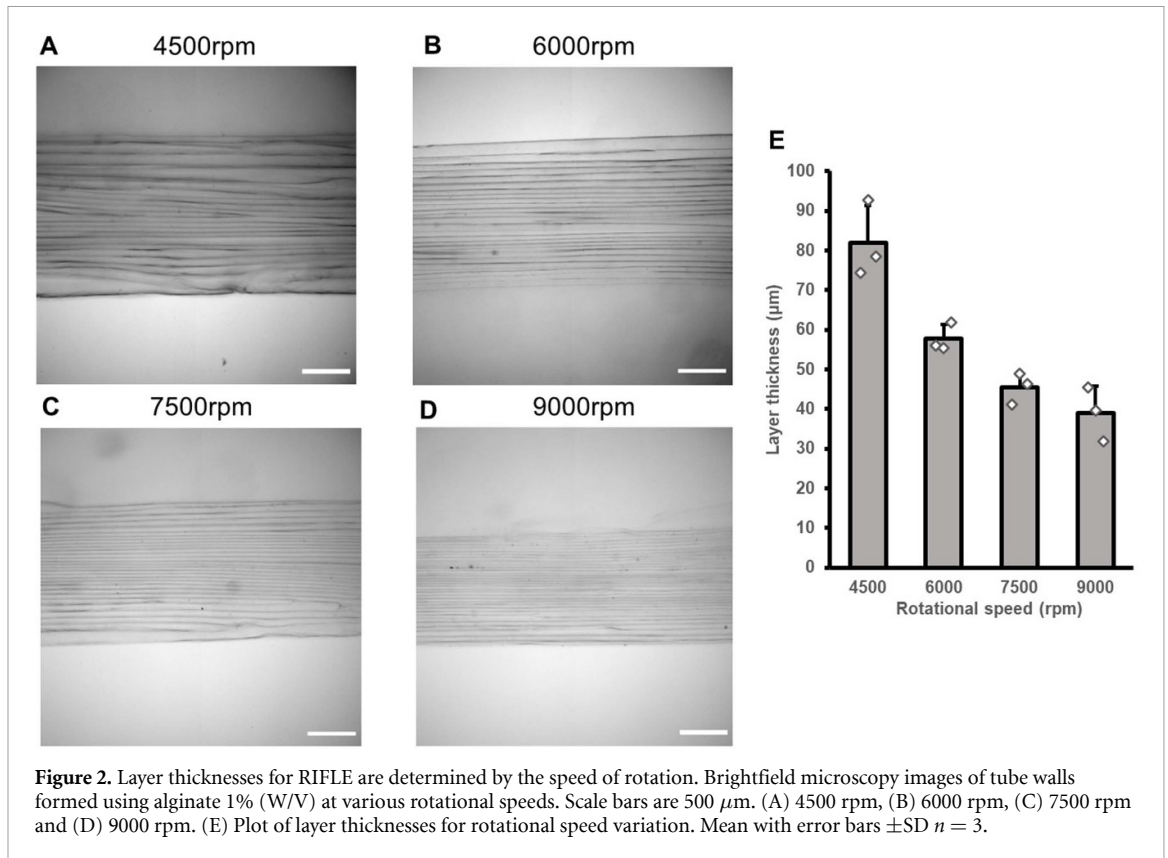 A
4500rpm
B
6000rpm
C
7500rpm
D
9000rpm
E
100
90
80
70
60
50
40
30
20
10
0
Layer thickness (µm)
4500 6000 7500 9000
Rotational speed (rpm)
Figure 2. Layer thicknesses for RIFLE are determined by the speed of rotation. Brightfield microscopy images of tube walls
formed using alginate 1% (W/V) at various rotational speeds. Scale bars are 500 µm. (A) 4500 rpm, (B) 6000 rpm, (C) 7500 rpm
and (D) 9000 rpm. (E) Plot of layer thicknesses for rotational speed variation. Mean with error bars ±SD n = 3.